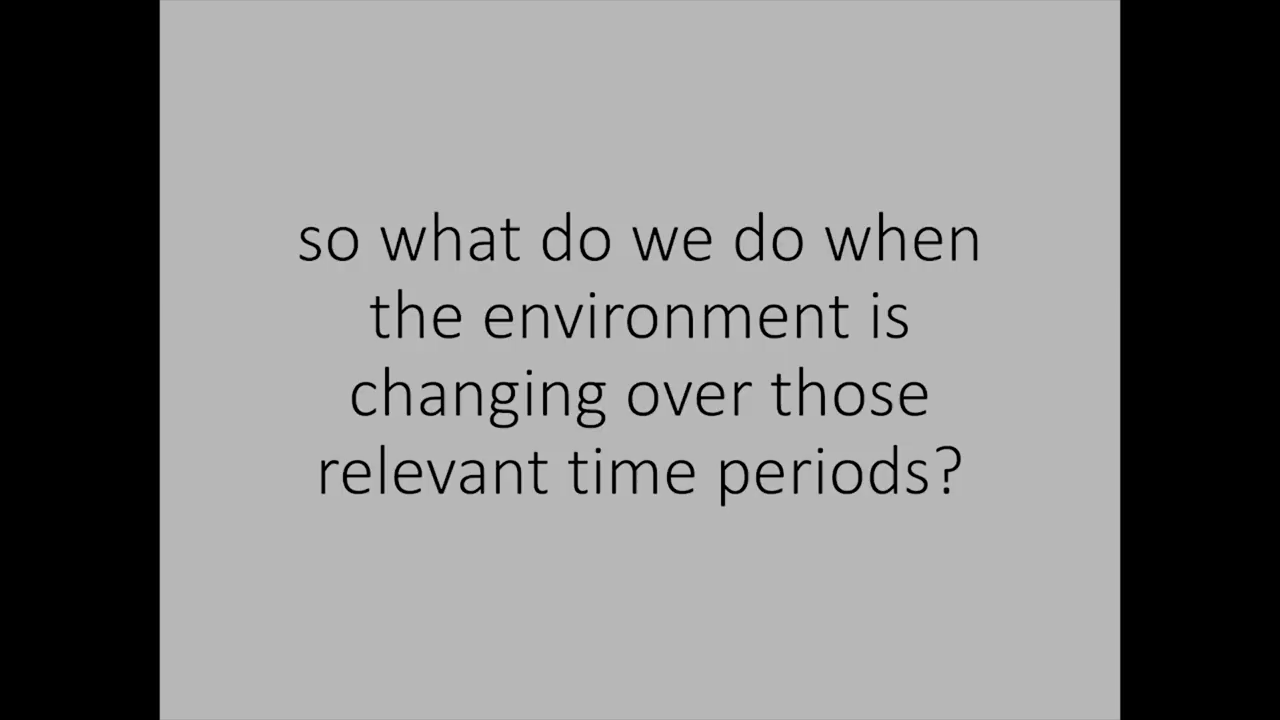 so what do we do when
the environment is
changing over those
relevant time periods?